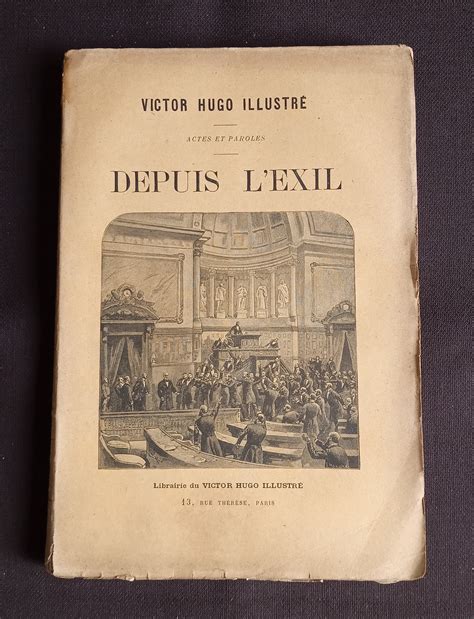 VICTOR HUGO ILLUSTRÉ
ACTES ET PAROLES
DEPUIS L'EXIL
Librairie du VICTOR HUGO ILLUSTRÉ
13, RUE THÉRÈSE, PARIS